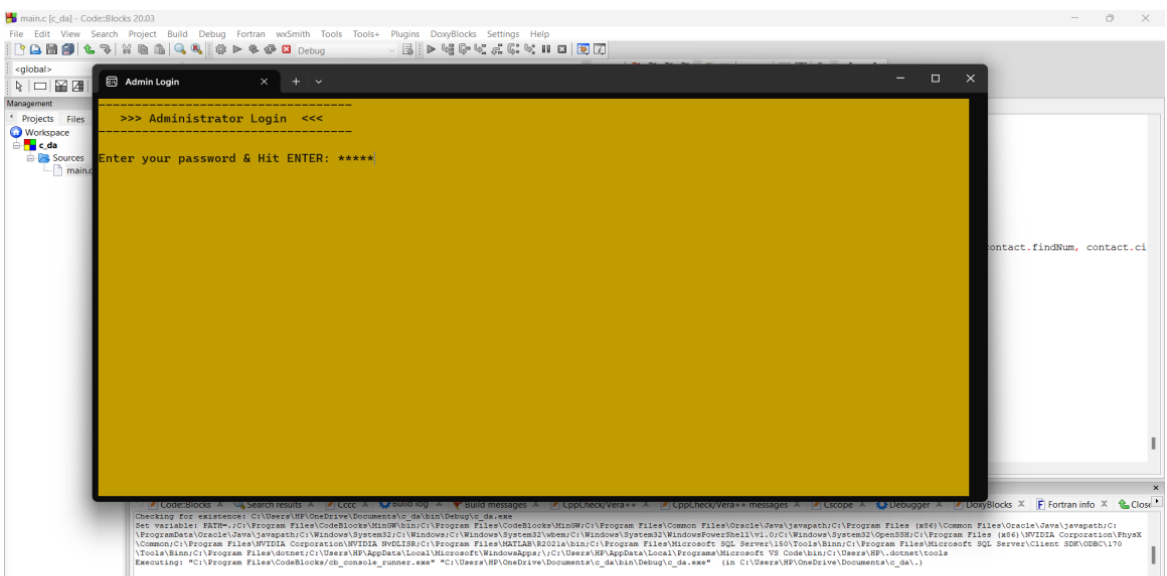 main.c [c_da] - Code::Blocks 20.03
File Edit View Search Project Build Debug Fortran wxSmith Tools Tools+ Plugins DoxyBlocks Settings Help
Debug
<global>
Admin Login
Management
Projects Files
Workspace
c_da
Sources
main.c
-----------------------------------
>>> Administrator Login <<<
-----------------------------------
Enter your password & Hit ENTER: *****
contact.findNum, contact.ci
Code::Blocks Search results Cccc Build log Build messages CppCheck/Vera++ CppCheck/Vera++ messages Cscope Debugger DoxyBlocks Fortran info Close
Checking for existence: C:\Users\HP\OneDrive\Documents\c_da\bin\Debug\c_da.exe
Set variable: PATH=.;C:\Program Files\CodeBlocks\MinGW\bin;C:\Program Files\CodeBlocks\MinGW;C:\Program Files\Common Files\Oracle\Java\javapath;C:\Program Files (x86)\Common Files\Oracle\Java\javapath;C:
\ProgramData\Oracle\Java\javapath;C:\Windows\System32;C:\Windows;C:\Windows\System32\wbem;C:\Windows\System32\WindowsPowerShell\v1.0;C:\Windows\System32\OpenSSH;C:\Program Files (x86)\NVIDIA Corporation\PhysX
\Common;C:\Program Files\NVIDIA Corporation\NVIDIA NvDLISR;C:\Program Files\MATLAB\R2021a\bin;C:\Program Files\Microsoft SQL Server\150\Tools\Binn;C:\Program Files\Microsoft SQL Server\Client SDK\ODBC\170
\Tools\Binn;C:\Program Files\dotnet;C:\Users\HP\AppData\Local\Microsoft\WindowsApps;\;C:\Users\HP\AppData\Local\Programs\Microsoft VS Code\bin;C:\Users\HP\.dotnet\tools
Executing: "C:\Program Files\CodeBlocks/cb_console_runner.exe" "C:\Users\HP\OneDrive\Documents\c_da\bin\Debug\c_da.exe" (in C:\Users\HP\OneDrive\Documents\c_da\.)